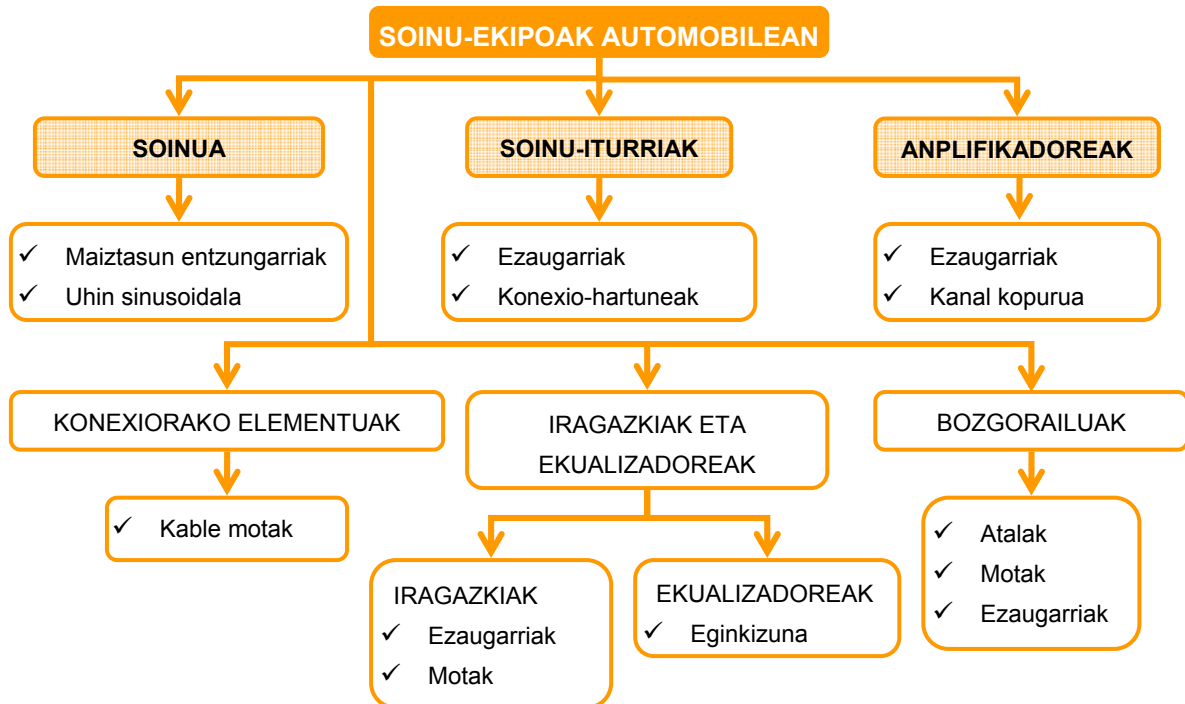 SOINU-EKIPOAK AUTOMOBILEAN
SOINUA
SOINU-ITURRIAK
ANPLIFIKADOREAK
✓ Maiztasun entzungarriak
✓ Uhin sinusoidala
✓ Ezaugarriak
✓ Konexio-hartuneak
✓ Ezaugarriak
✓ Kanal kopurua
KONEXIORAKO ELEMENTUAK
IRAGAZKIAK ETA
EKUALIZADOREAK
BOZGORAILUAK
✓ Kable motak
IRAGAZKIAK
✓ Ezaugarriak
✓ Motak
EKUALIZADOREAK
✓ Eginkizuna
✓ Atalak
✓ Motak
✓ Ezaugarriak